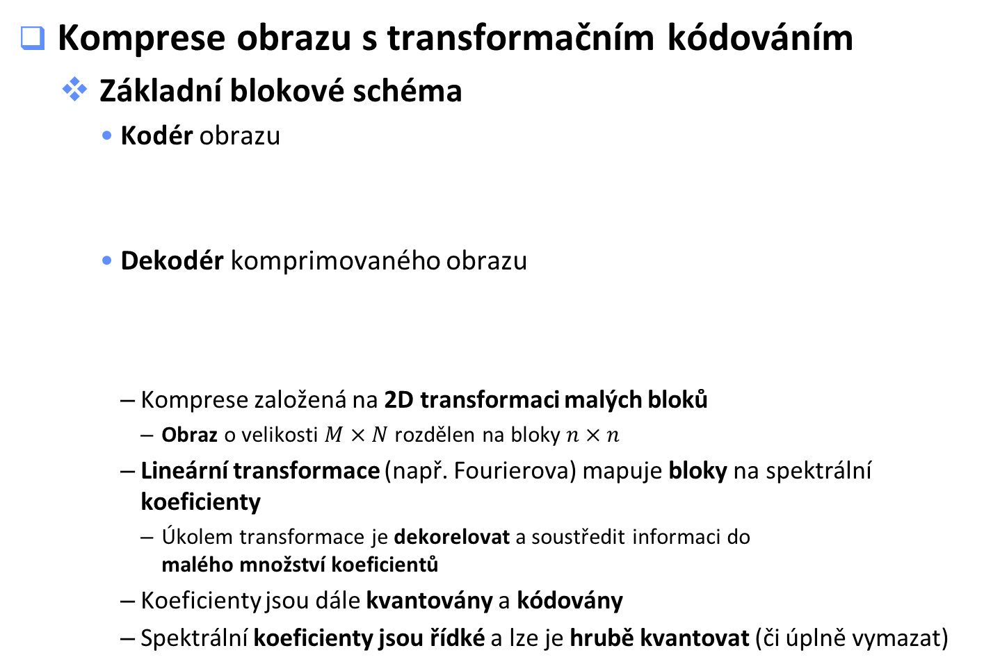 Komprese obrazu s transformačním kódováním
Základní blokové schéma
• Kodér obrazu
• Dekodér komprimovaného obrazu
– Komprese založená na 2D transformaci malých bloků
– Obraz o velikosti M × N rozdělen na bloky n × n
– Lineární transformace (např. Fourierova) mapuje bloky na spektrální
koeficienty
– Úkolem transformace je dekorelovat a soustředit informaci do
malého množství koeficientů
– Koeficienty jsou dále kvantovány a kódovány
– Spektrální koeficienty jsou řídké a lze je hrubě kvantovat (či úplně vymazat)